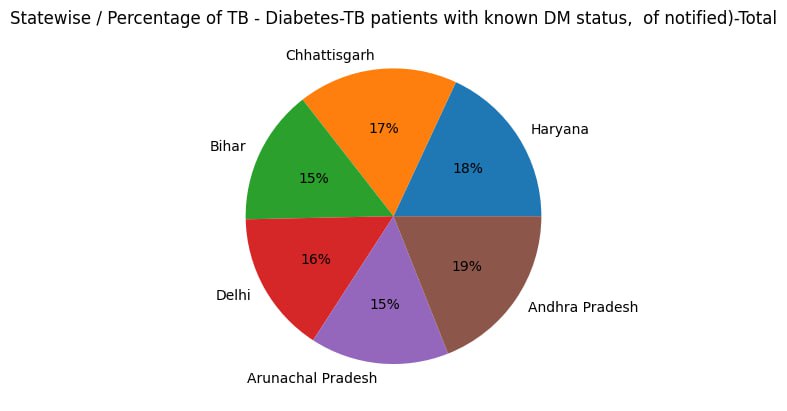 Statewise / Percentage of TB - Diabetes-TB patients with known DM status,  of notified)-Total
Chhattisgarh
Haryana
17%
18%
Bihar
15%
16%
19%
Delhi
15%
Andhra Pradesh
Arunachal Pradesh